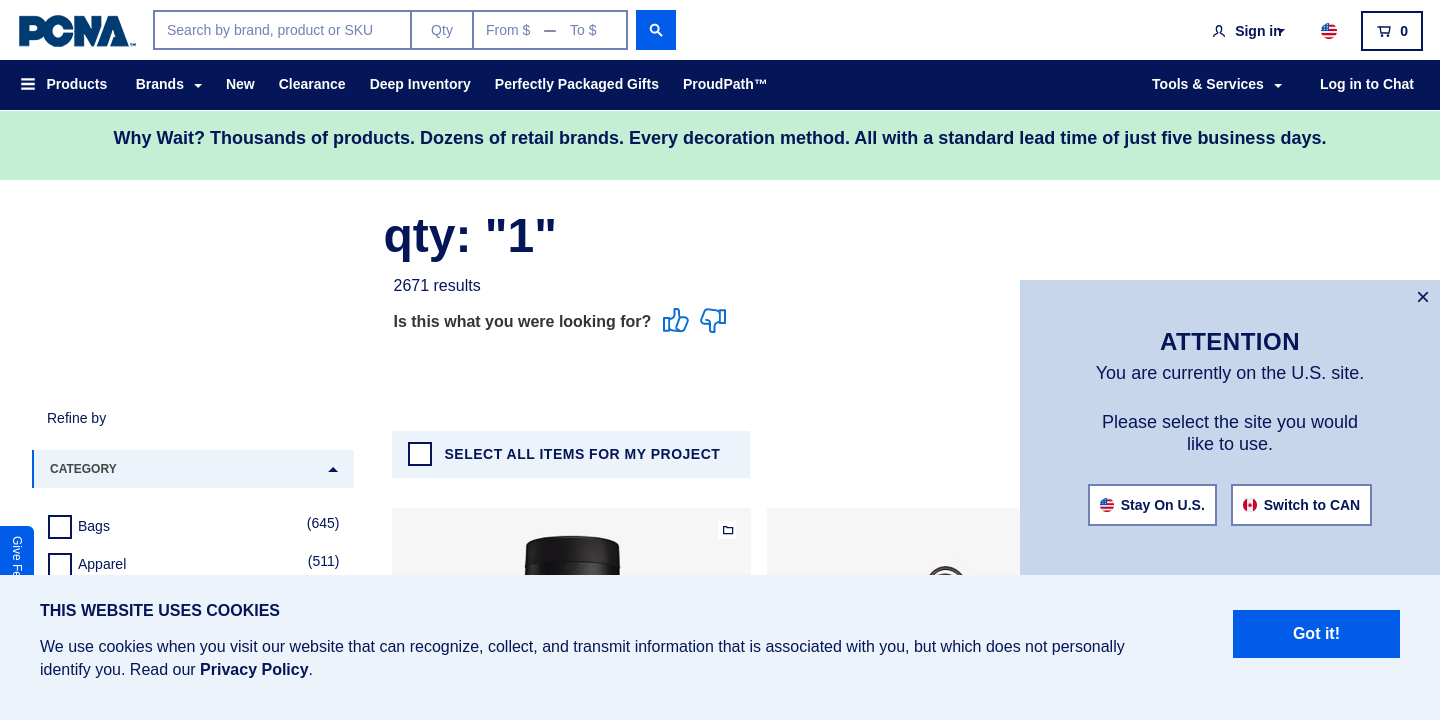 PCNA™
Search by brand, product or SKU
Qty
From $ — To $
Sign in
0
Products
Brands
New
Clearance
Deep Inventory
Perfectly Packaged Gifts
ProudPath™
Tools & Services
Log in to Chat
Why Wait? Thousands of products. Dozens of retail brands. Every decoration method. All with a standard lead time of just five business days.
qty: "1"
2671 results
Is this what you were looking for?
×
ATTENTION
You are currently on the U.S. site.
Please select the site you would
like to use.
Stay On U.S.
Switch to CAN
Refine by
CATEGORY
SELECT ALL ITEMS FOR MY PROJECT
Bags (645)
Apparel (511)
Give
THIS WEBSITE USES COOKIES
We use cookies when you visit our website that can recognize, collect, and transmit information that is associated with you, but which does not personally
identify you. Read our Privacy Policy.
Got it!